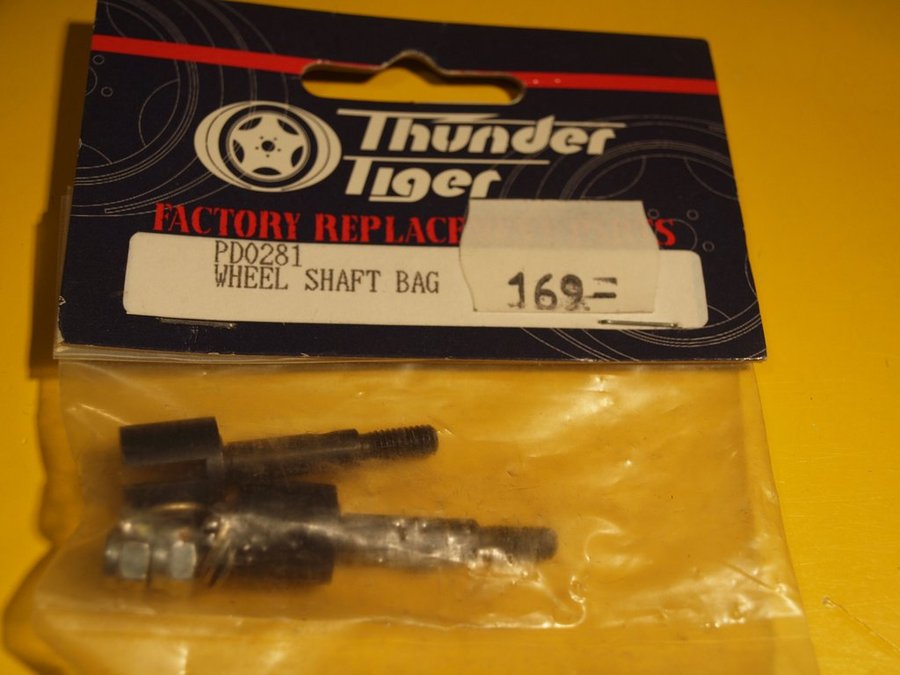 Thunder
Tiger
FACTORY REPLACE
PD0281
WHEEL SHAFT BAG
169=